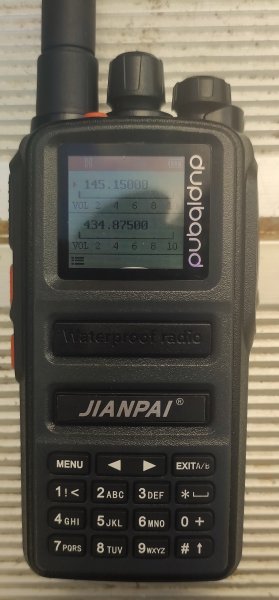 145.15000
VOL 2 4 6 8
434.87500
VOL 2 4 6 8 10
pubqldnp
Waterproof radio
JIANPAI®
MENU ◄ ► EXIT A/B
1!< 2ABC 3DEF *⎵
4GHI 5JKL 6MNO 0+
7PQRS 8TUV 9WXYZ #↑